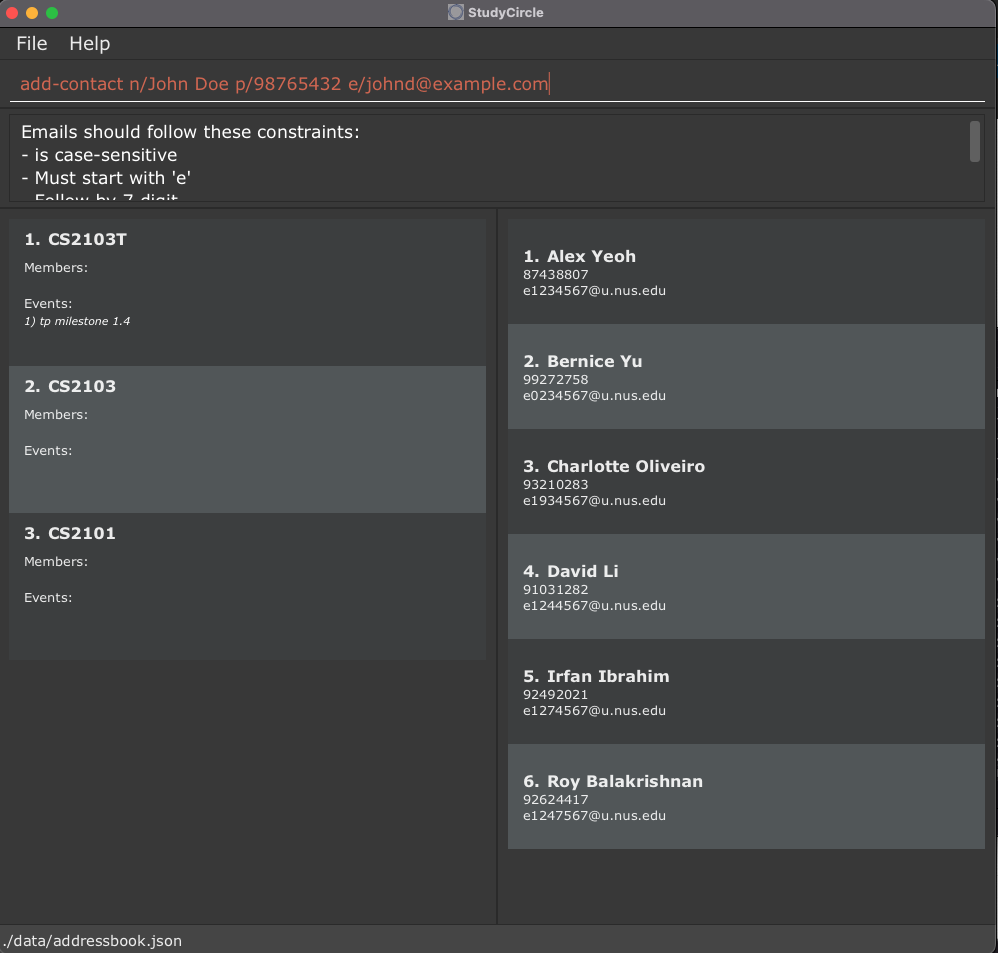 StudyCircle
File Help
add-contact n/John Doe p/98765432 e/johnd@example.com
Emails should follow these constraints:
- is case-sensitive
- Must start with 'e'
- Follow by 7 digit
1. CS2103T
Members:
Events:
1) tp milestone 1.4
2. CS2103
Members:
Events:
3. CS2101
Members:
Events:
1. Alex Yeoh
87438807
e1234567@u.nus.edu
2. Bernice Yu
99272758
e0234567@u.nus.edu
3. Charlotte Oliveiro
93210283
e1934567@u.nus.edu
4. David Li
91031282
e1244567@u.nus.edu
5. Irfan Ibrahim
92492021
e1274567@u.nus.edu
6. Roy Balakrishnan
92624417
e1247567@u.nus.edu
./data/addressbook.json